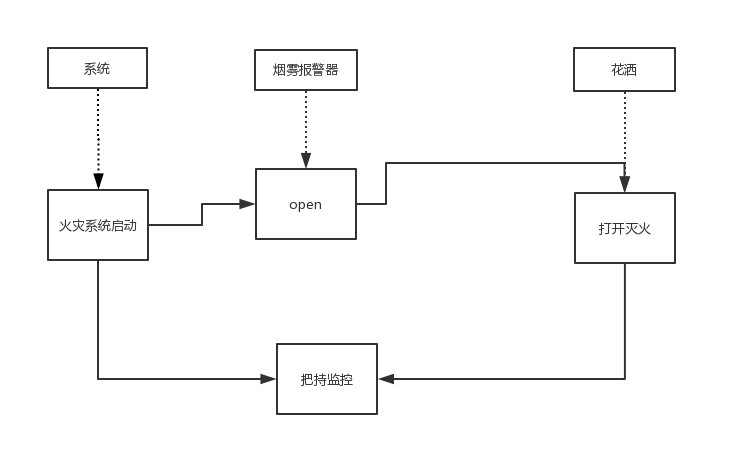 系统
烟雾报警器
花洒
火灾系统启动
open
打开灭火
把持监控